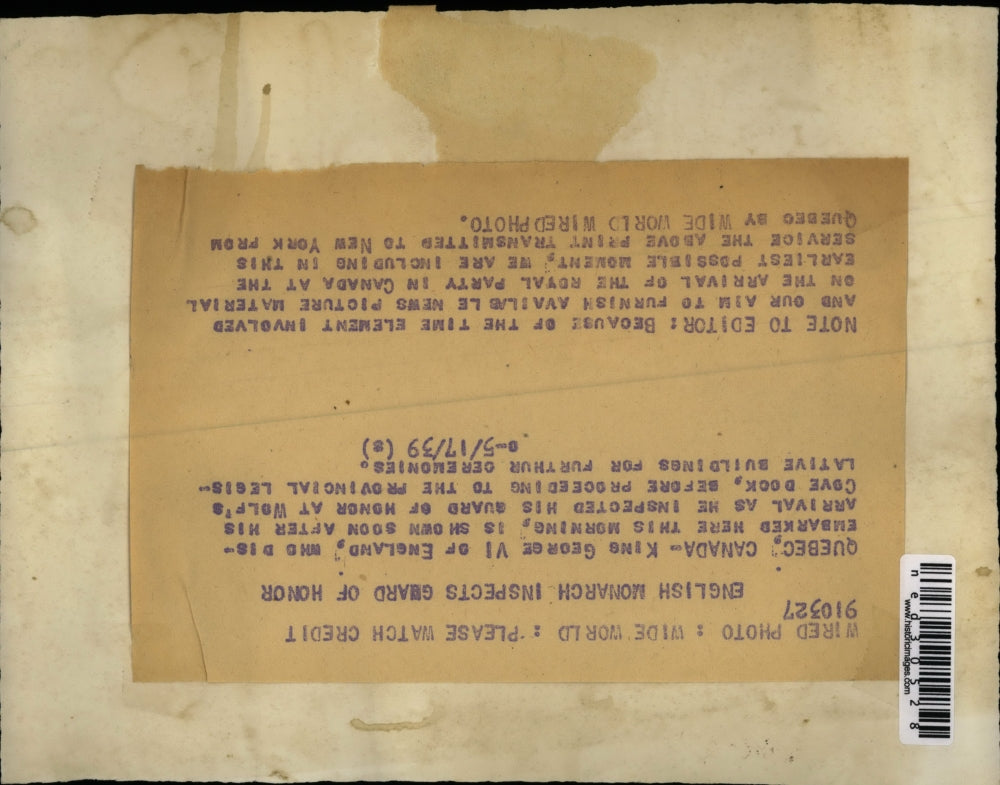 WIRED PHOTO : WIDE WORLD : PLEASE WATCH CREDIT
910327
ENGLISH MONARCH INSPECTS GUARD OF HONOR
QUEBEC, CANADA- KING GEORGE VI OF ENGLAND, WHO DIS-
EMBARKED HERE THIS MORNING, IS SHOWN SOON AFTER HIS
ARRIVAL AS HE INSPECTED HIS GUARD OF HONOR AT WOLF'S
COVE DOCK, BEFORE PROCEEDING TO THE PROVINCIAL LEGIS-
LATIVE BUILDINGS FOR FURTHUR CEREMONIES.
-5/17/39 (s)
NOTE TO EDITOR: BECAUSE OF THE TIME ELEMENT INVOLVED
AND OUR AIM TO FURNISH AVAILABLE NEWS PICTURE MATERIAL
ON THE ARRIVAL OF THE ROYAL PARTY IN CANADA AT THE
EARLIEST POSSIBLE MOMENT, WE ARE INCLUDING IN THIS
SERVICE THE ABOVE PRINT TRANSMITTED TO NEW YORK FROM
QUEBEC BY WIDE WORLD WIREDPHOTO.
www.historicimages.com
ned30528